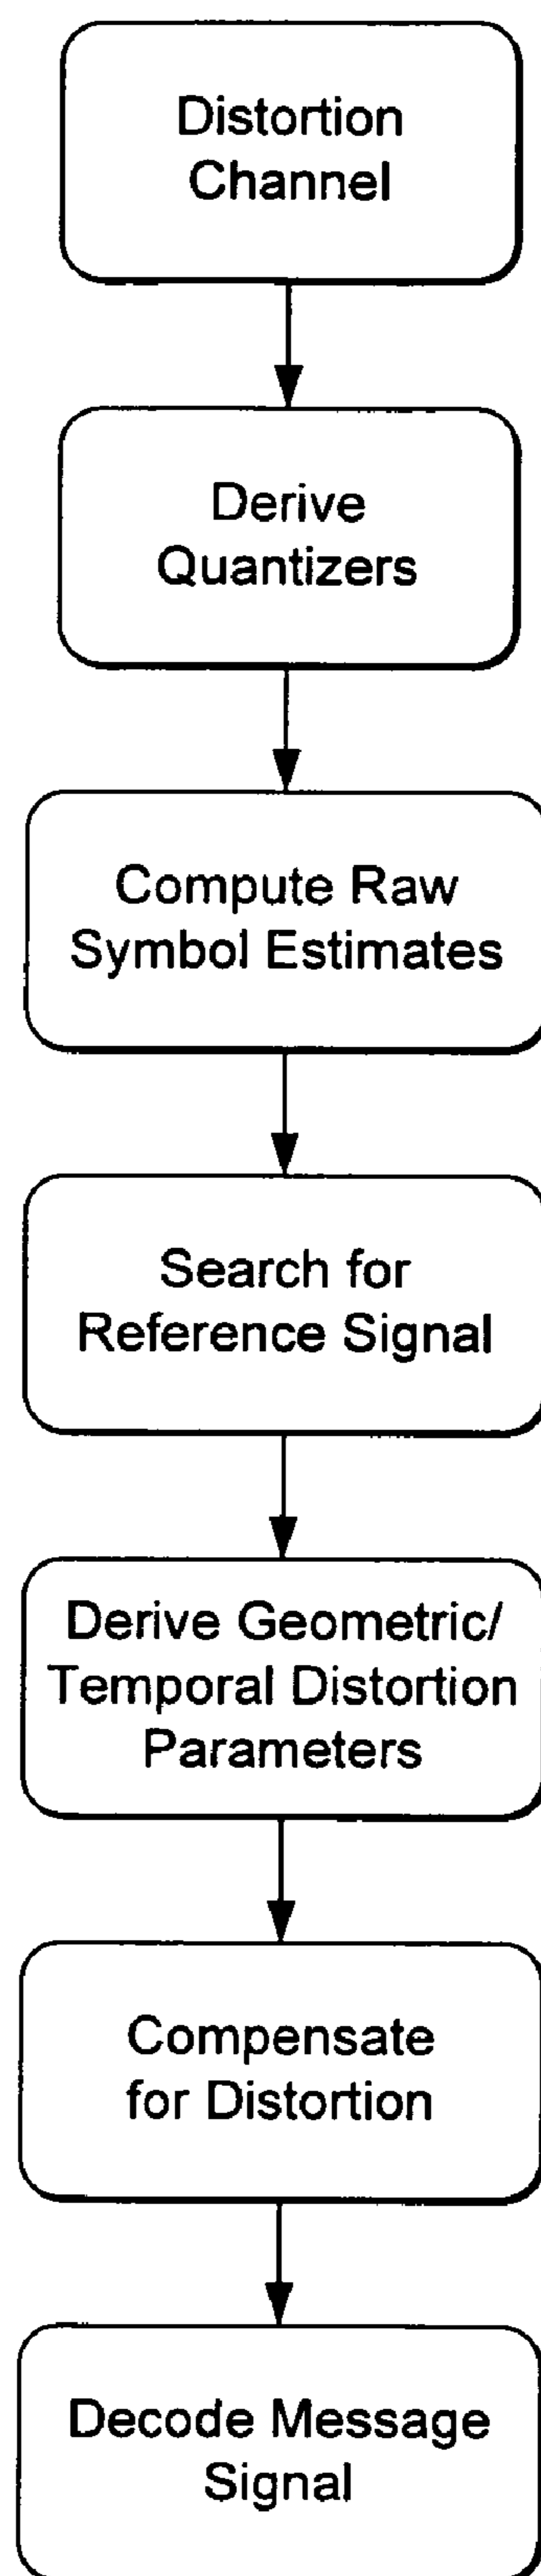 Distortion
Channel
Derive
Quantizers
Compute Raw
Symbol Estimates
Search for
Reference Signal
Derive Geometric/
Temporal Distortion
Parameters
Compensate
for Distortion
Decode Message
Signal